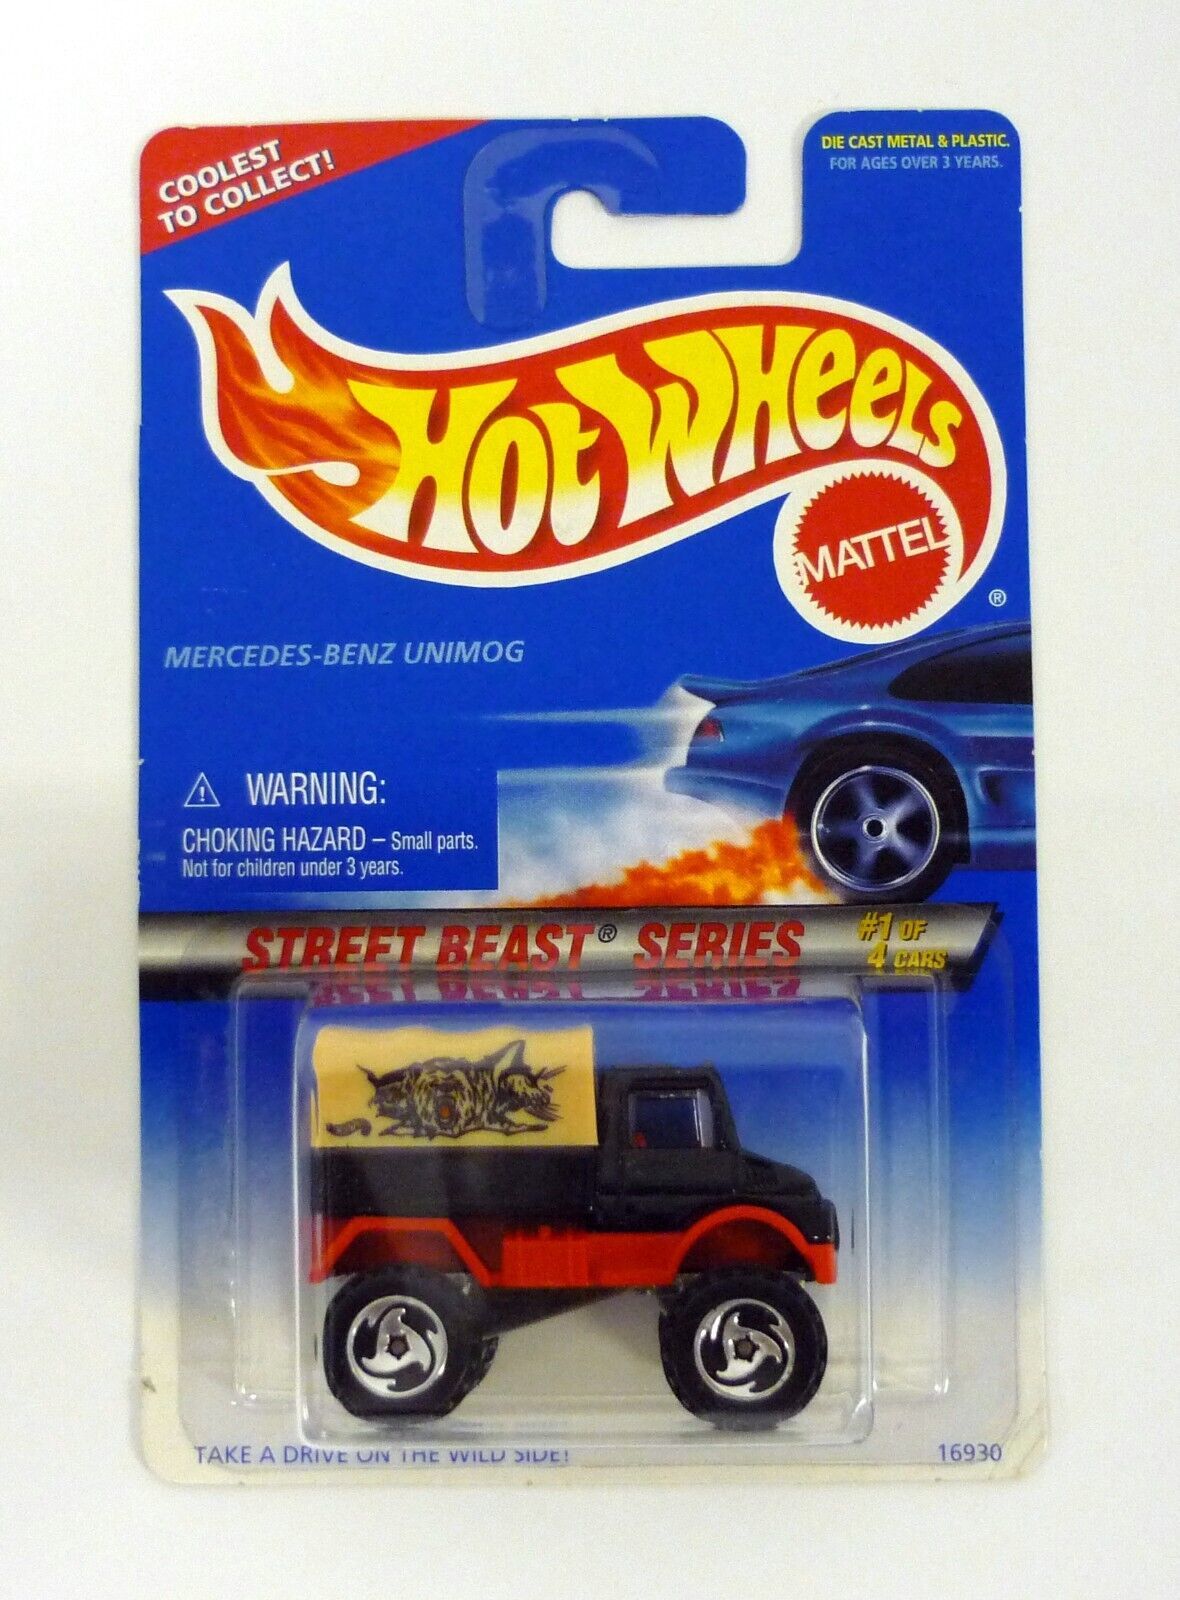 COOLEST
TO COLLECT!
DIE CAST METAL & PLASTIC.
FOR AGES OVER 3 YEARS.
HOT WHEELS
MATTEL
®
MERCEDES-BENZ UNIMOG
WARNING:
CHOKING HAZARD – Small parts.
Not for children under 3 years.
STREET BEAST® SERIES
#1 OF
4 CARS
TAKE A DRIVE ON THE WILD SIDE!
16930